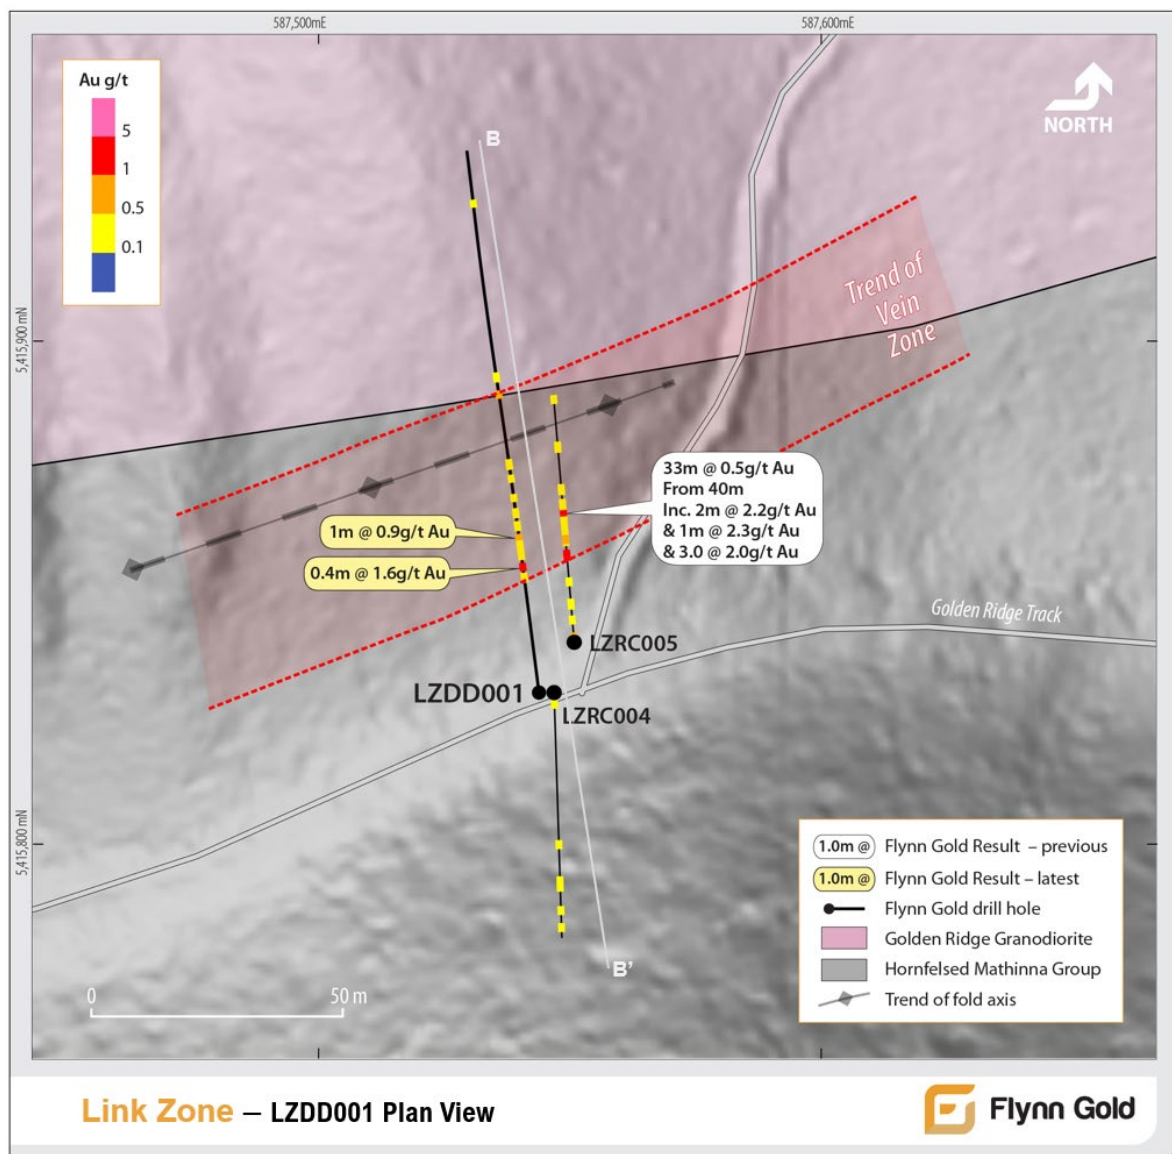 587,500mE
587,600mE
Au g/t
5
1
0.5
0.1
B
NORTH
Trend of
Vein
Zone
5,415,900 mN
33m @ 0.5g/t Au
From 40m
Inc. 2m @ 2.2g/t Au
& 1m @ 2.3g/t Au
& 3.0 @ 2.0g/t Au
1m @ 0.9g/t Au
0.4m @ 1.6g/t Au
Golden Ridge Track
LZRC005
LZDD001
LZRC004
5,415,800 mN
1.0m @ Flynn Gold Result – previous
1.0m @ Flynn Gold Result – latest
Flynn Gold drill hole
Golden Ridge Granodiorite
Hornfelsed Mathinna Group
Trend of fold axis
B'
0
50 m
Link Zone – LZDD001 Plan View
Flynn Gold